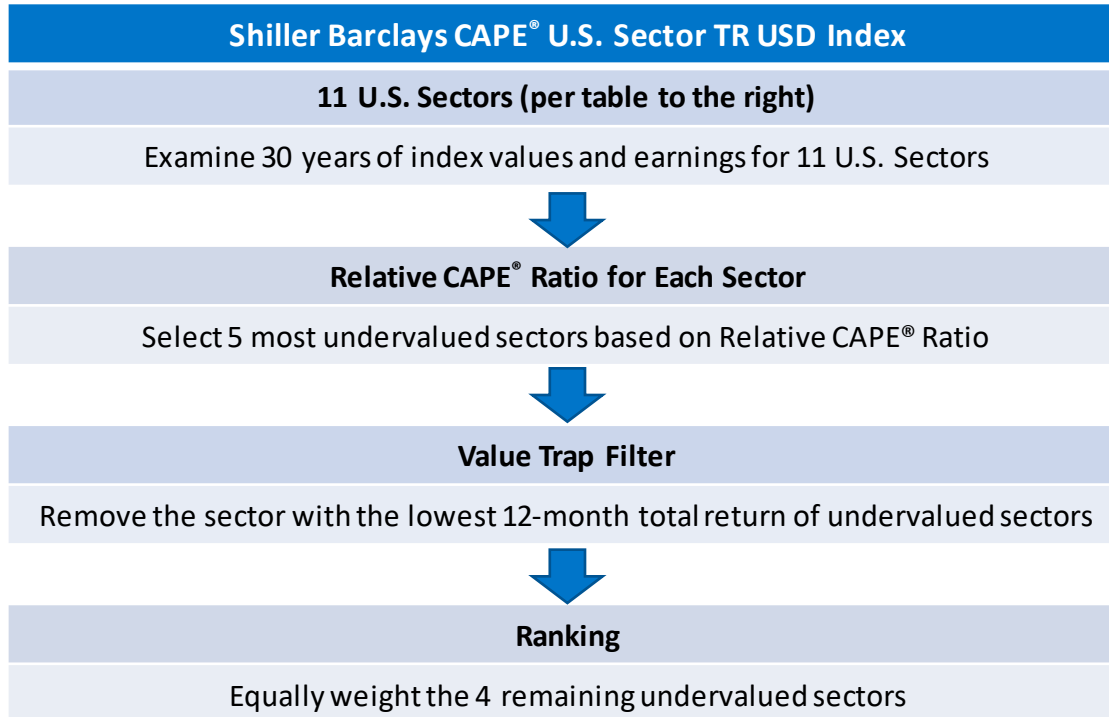 Shiller Barclays CAPE® U.S. Sector TR USD Index
11 U.S. Sectors (per table to the right)
Examine 30 years of index values and earnings for 11 U.S. Sectors
Relative CAPE® Ratio for Each Sector
Select 5 most undervalued sectors based on Relative CAPE® Ratio
Value Trap Filter
Remove the sector with the lowest 12-month total return of undervalued sectors
Ranking
Equally weight the 4 remaining undervalued sectors